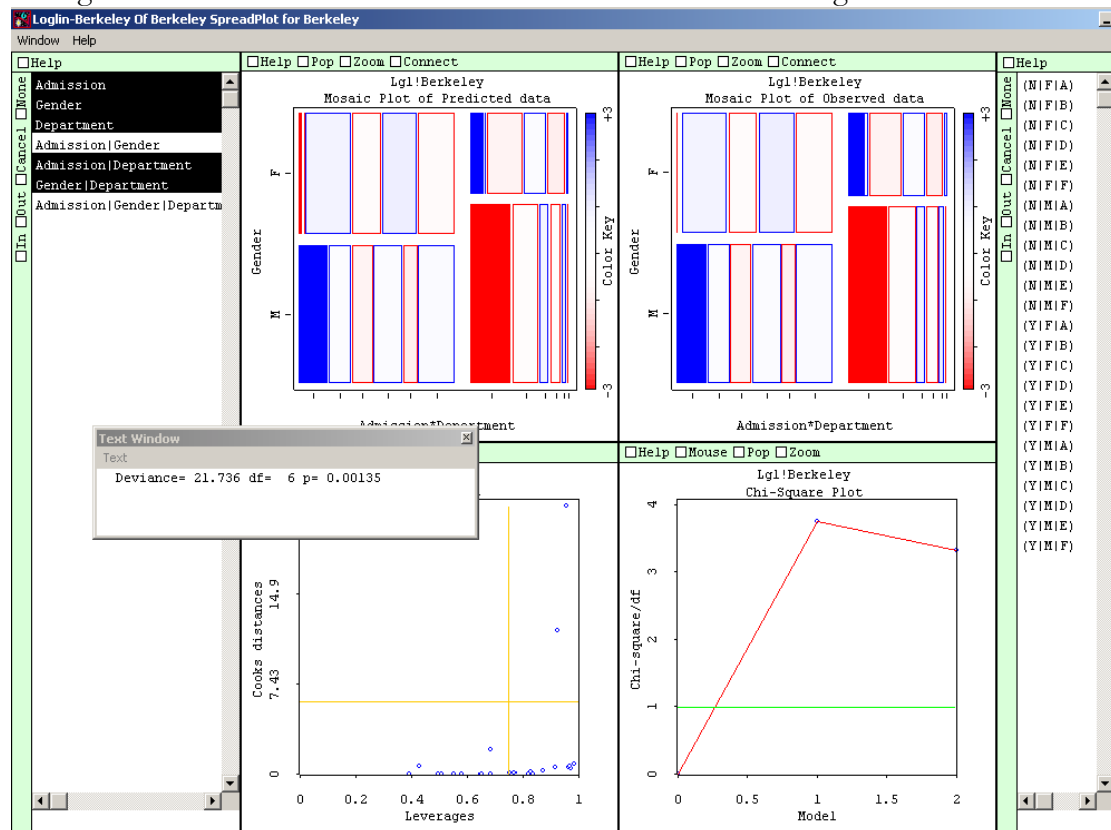 Loglin-Berkeley Of Berkeley SpreadPlot for Berkeley
Window Help
Help
None
Cancel
Out
In
Admission
Gender
Department
Admission|Gender
Admission|Department
Gender|Department
Admission|Gender|Departm
Help Pop Zoom Connect
Lgl!Berkeley
Mosaic Plot of Predicted data
F
M
Gender
Admission*Department
+3
Color Key
-3
Help Pop Zoom Connect
Lgl!Berkeley
Mosaic Plot of Observed data
F
M
Gender
Admission*Department
+3
Color Key
-3
Help
None
Cancel
Out
In
(N|F|A)
(N|F|B)
(N|F|C)
(N|F|D)
(N|F|E)
(N|F|F)
(N|M|A)
(N|M|B)
(N|M|C)
(N|M|D)
(N|M|E)
(N|M|F)
(Y|F|A)
(Y|F|B)
(Y|F|C)
(Y|F|D)
(Y|F|E)
(Y|F|F)
(Y|M|A)
(Y|M|B)
(Y|M|C)
(Y|M|D)
(Y|M|E)
(Y|M|F)
Text Window
Text
Deviance= 21.736 df= 6 p= 0.00135
Cooks distances
14.9
7.43
0
0 0.2 0.4 0.6 0.8 1
Leverages
Help Mouse Pop Zoom
Lgl!Berkeley
Chi-Square Plot
Chi-square/df
4
3
2
1
0
0 0.5 1 1.5 2
Model